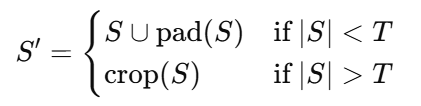 S′ = { S ∪ pad(S) if |S| < T
crop(S) if |S| > T